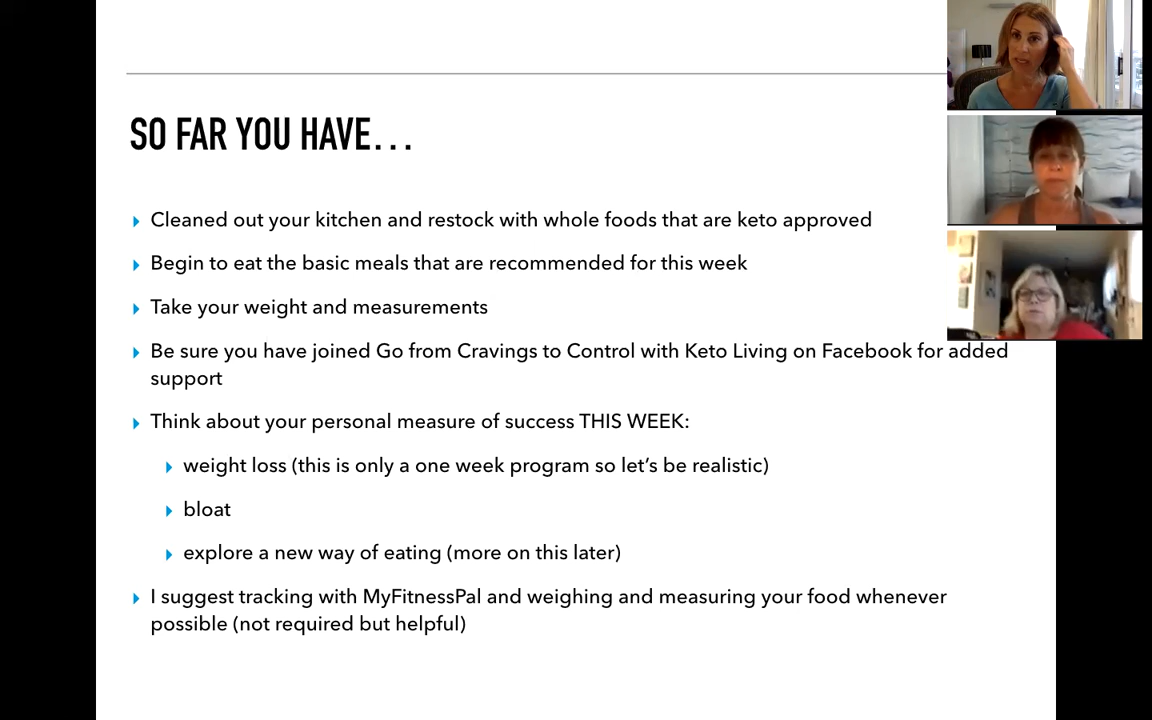 SO FAR YOU HAVE...
Cleaned out your kitchen and restock with whole foods that are keto approved
Begin to eat the basic meals that are recommended for this week
Take your weight and measurements
Be sure you have joined Go from Cravings to Control with Keto Living on Facebook for added
support
Think about your personal measure of success THIS WEEK:
weight loss (this is only a one week program so let’s be realistic)
bloat
explore a new way of eating (more on this later)
I suggest tracking with MyFitnessPal and weighing and measuring your food whenever
possible (not required but helpful)